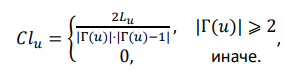 Cl_u = { 2L_u / (|Γ(u)|·|Γ(u)−1|), |Γ(u)| ⩾ 2,
0, иначе.